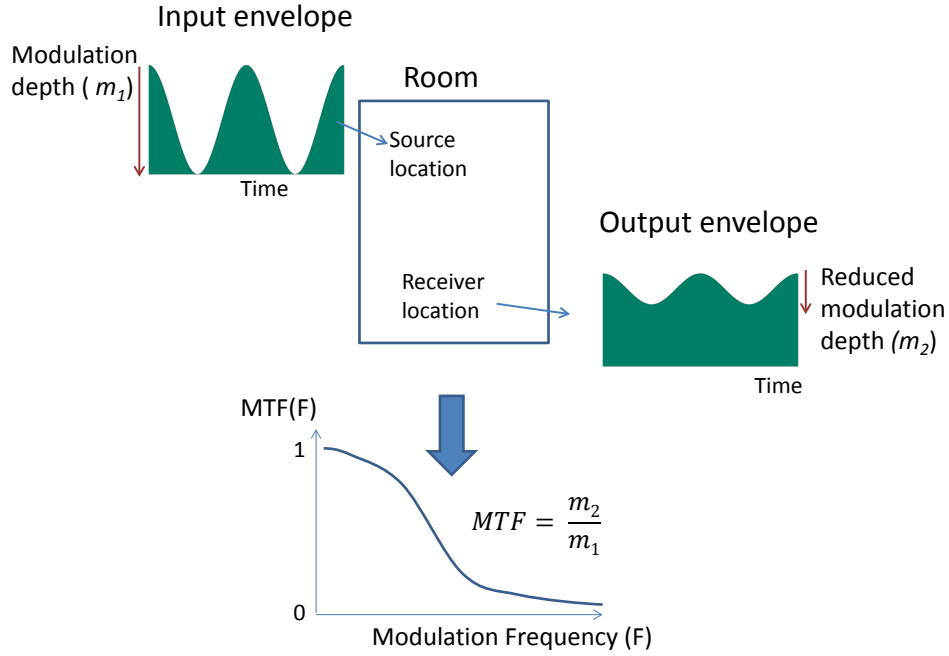 Input envelope
Modulation
depth ( m₁)
Time
Room
Source
location
Receiver
location
Output envelope
Reduced
modulation
depth (m₂)
Time
MTF(F)
1
0
MTF = m₂/m₁
Modulation Frequency (F)